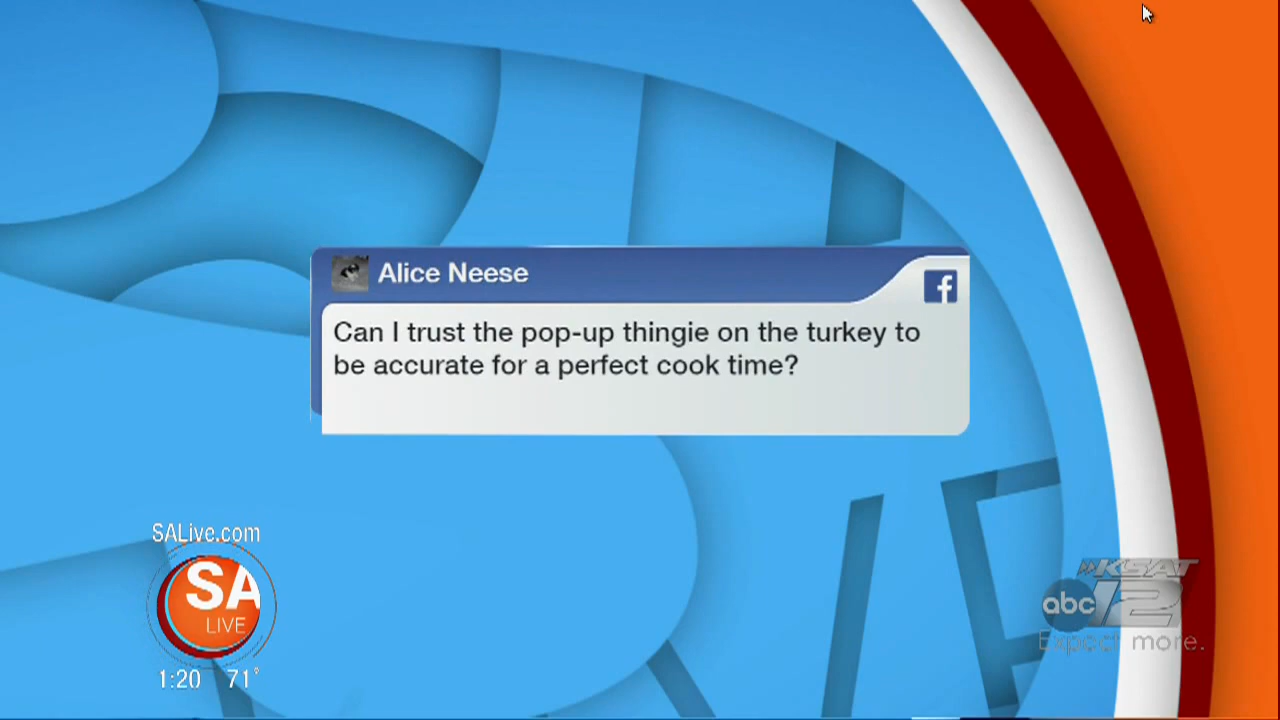 Alice Neese
f
Can I trust the pop-up thingie on the turkey to
be accurate for a perfect cook time?
SALive.com
SA
LIVE
1:20 71°
KSAT
abc 12
Expect more.